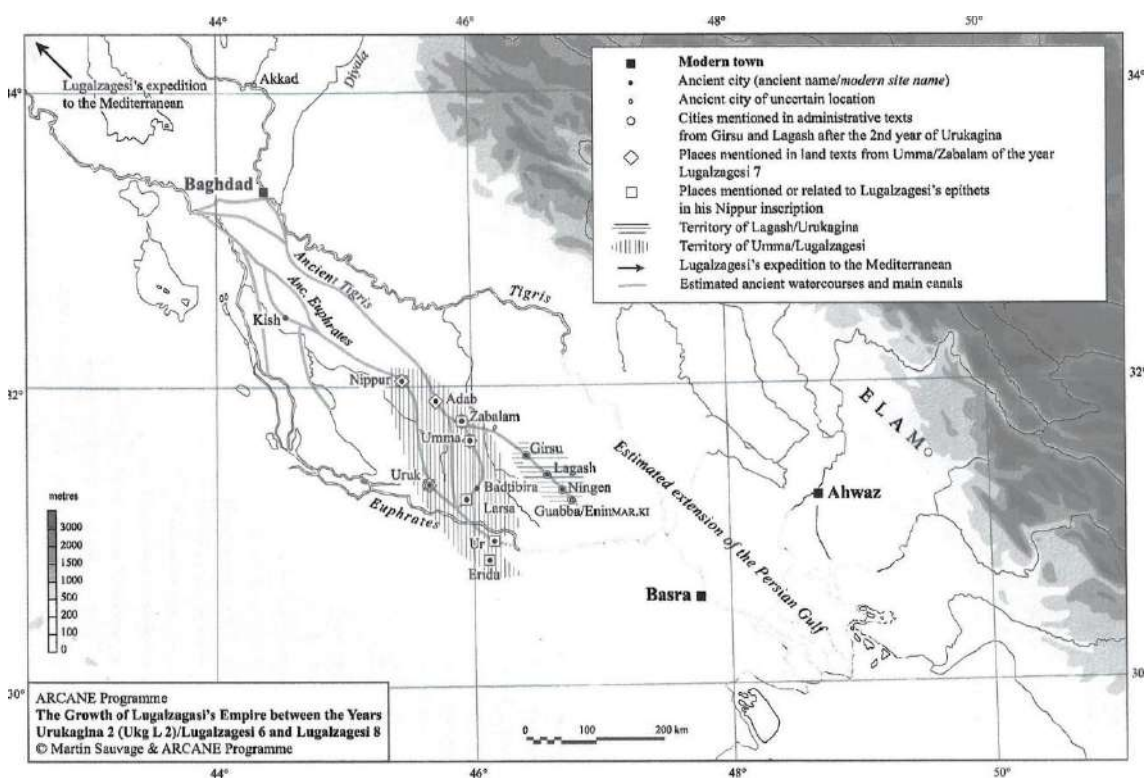 44°
46°
48°
50°
Lugalzagesi's expedition
to the Mediterranean
Akkad
Diyala
34°
34°
Modern town
Ancient city (ancient name/modern site name)
Ancient city of uncertain location
Cities mentioned in administrative texts
from Girsu and Lagash after the 2nd year of Urukagina
Places mentioned in land texts from Umma/Zabalam of the year
Lugalzagesi 7
Places mentioned or related to Lugalzagesi's epithets
in his Nippur inscription
Territory of Lagash/Urukagina
Territory of Umma/Lugalzagesi
Lugalzagesi's expedition to the Mediterranean
Estimated ancient watercourses and main canals
Baghdad
Ancient Tigris
Anc. Euphrates
Tigris
Kish
32°
32°
Nippur
Adab
Zabalam
Umma
Girsu
Lagash
Ningen
Guabba/EninMAR.KI
Uruk
Badtibira
Larsa
Euphrates
Ur
Eridu
ELAM
Ahwaz
Estimated extension of the Persian Gulf
Basra
metres
3000
2000
1500
1000
500
200
100
0
30°
30°
ARCANE Programme
The Growth of Lugalzagasi's Empire between the Years
Urukagina 2 (Ukg L 2)/Lugalzagesi 6 and Lugalzagesi 8
© Martin Sauvage & ARCANE Programme
0 100 200 km
44°
46°
48°
50°